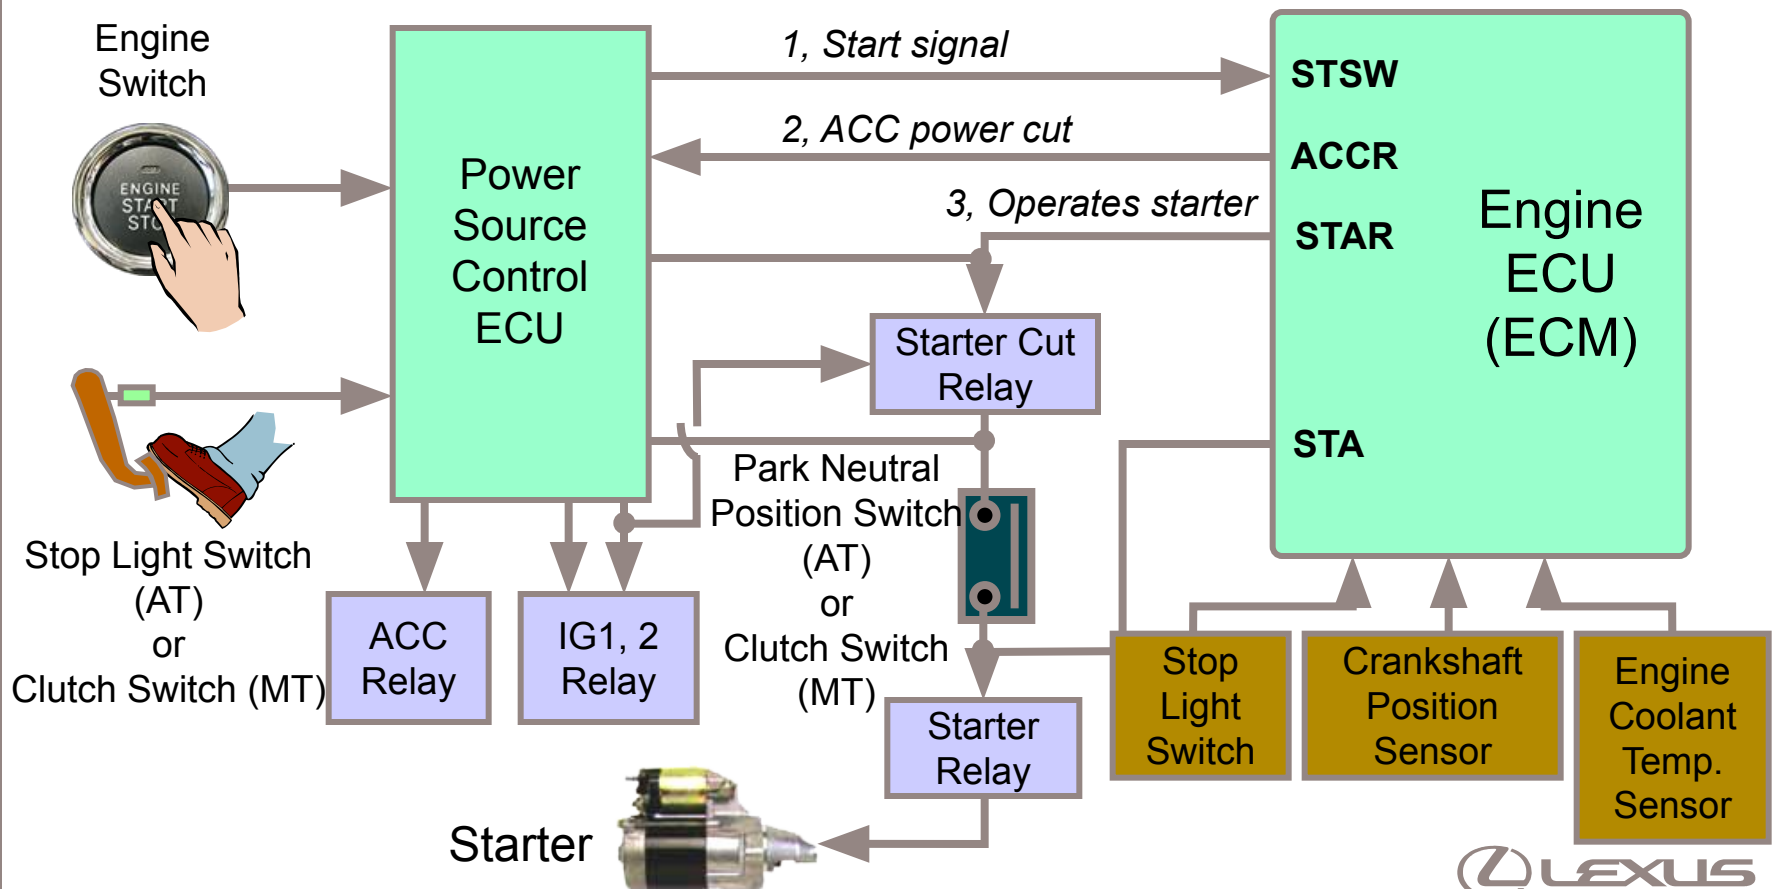 Engine
Switch
ENGINE
START
Stop Light Switch
(AT)
or
Clutch Switch (MT)
Power
Source
Control
ECU
1, Start signal
2, ACC power cut
3, Operates starter
STSW
ACCR
STAR
STA
Engine
ECU
(ECM)
Starter Cut
Relay
Park Neutral
Position Switch
(AT)
or
Clutch Switch
(MT)
ACC
Relay
IG1, 2
Relay
Starter
Relay
Stop
Light
Switch
Crankshaft
Position
Sensor
Engine
Coolant
Temp.
Sensor
Starter
LEXUS